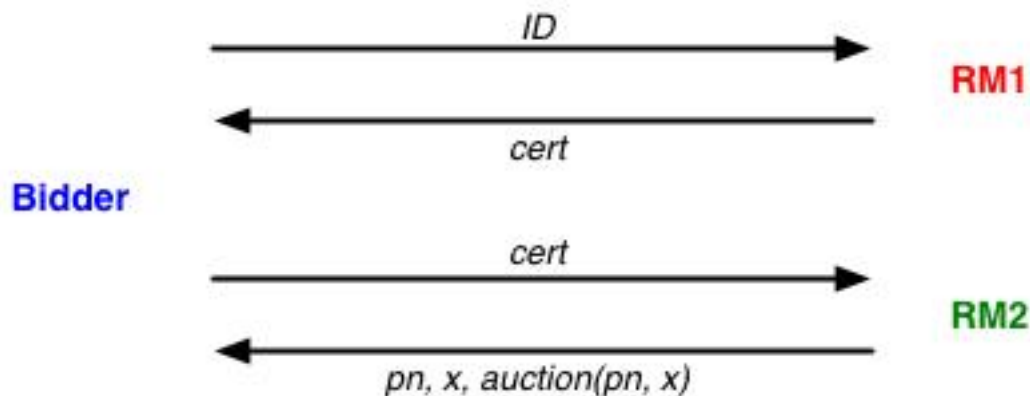 ID
RM1
cert
Bidder
cert
RM2
pn, x, auction(pn, x)